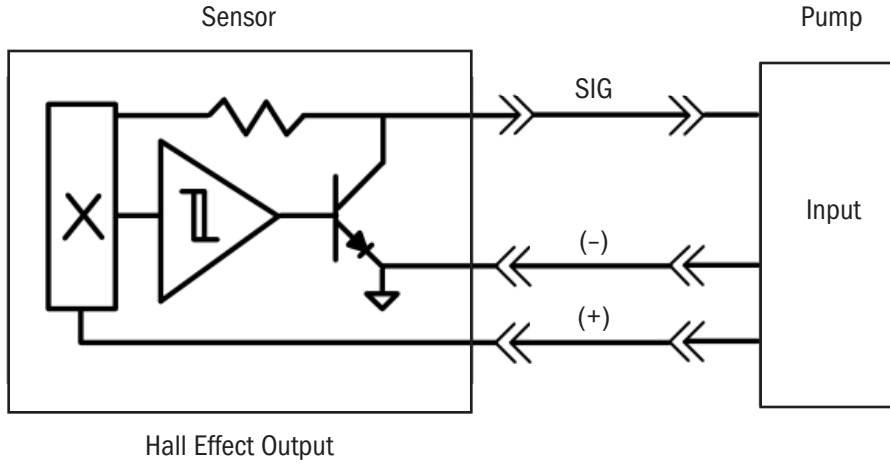 Sensor
Pump
SIG
Input
(–)
(+)
Hall Effect Output